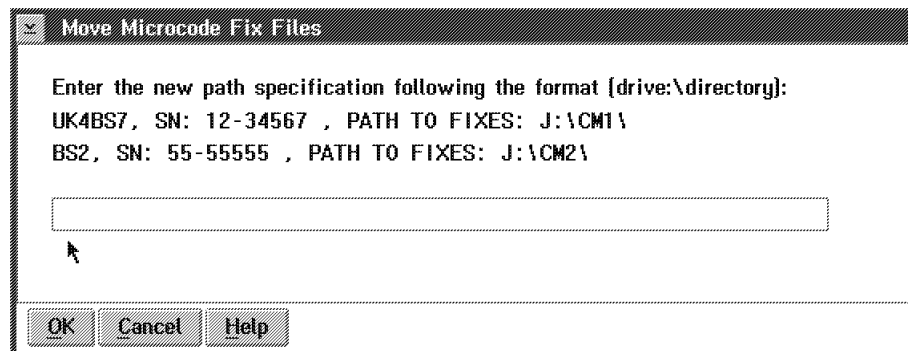 Move Microcode Fix Files
Enter the new path specification following the format (drive:\directory):
UK4BS7, SN: 12-34567 , PATH TO FIXES: J:\CM1\
BS2, SN: 55-55555 , PATH TO FIXES: J:\CM2\
OK Cancel Help